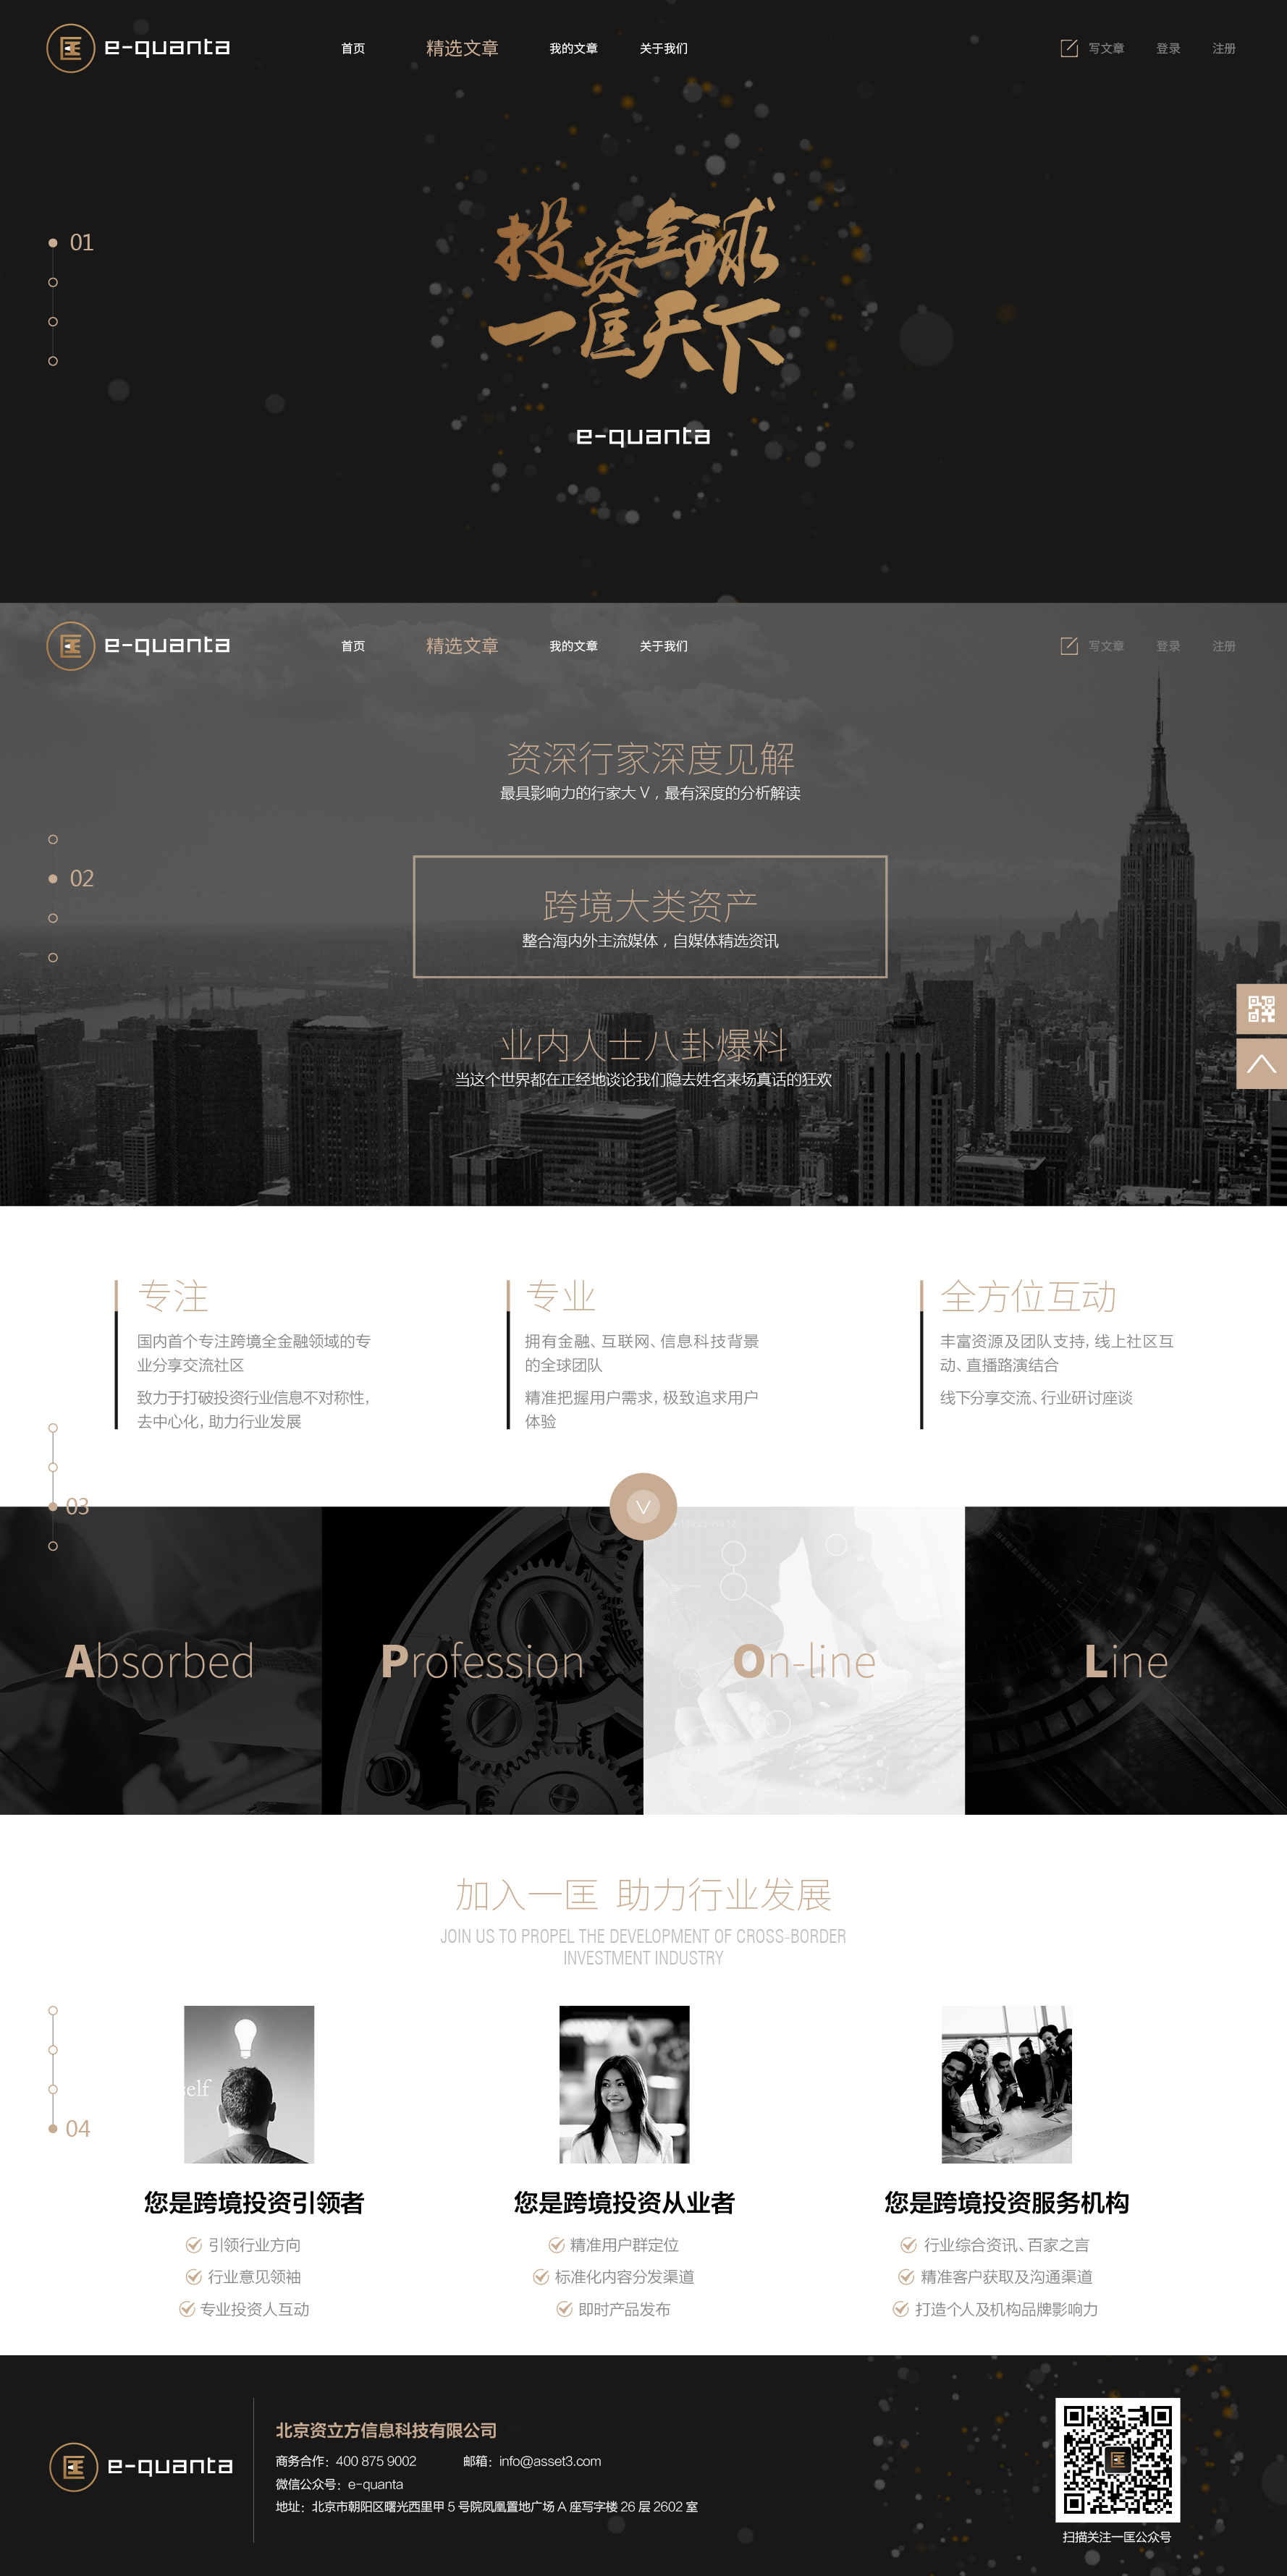 e-quanta
首页 精选文章 我的文章 关于我们 写文章 登录 注册
投资全球
一匡天下
01
e-quanta
e-quanta
首页 精选文章 我的文章 关于我们 写文章 登录 注册
资深行家深度见解
最具影响力的行家大 V，最有深度的分析解读
02
跨境大类资产
整合海内外主流媒体，自媒体精选资讯
业内人士八卦爆料
当这个世界都在正经地谈论我们隐去姓名来场真话的狂欢
专注
国内首个专注跨境全金融领域的专
业分享交流社区
致力于打破投资行业信息不对称性，
去中心化，助力行业发展
专业
拥有金融、互联网、信息科技背景
的全球团队
精准把握用户需求，极致追求用户
体验
全方位互动
丰富资源及团队支持，线上社区互
动、直播路演结合
线下分享交流、行业研讨座谈
03
Absorbed
Profession
On-line
Line
加入一匡 助力行业发展
JOIN US TO PROPEL THE DEVELOPMENT OF CROSS-BORDER
INVESTMENT INDUSTRY
04
elf
您是跨境投资引领者
引领行业方向
行业意见领袖
专业投资人互动
您是跨境投资从业者
精准用户群定位
标准化内容分发渠道
即时产品发布
您是跨境投资服务机构
行业综合资讯、百家之言
精准客户获取及沟通渠道
打造个人及机构品牌影响力
e-quanta
北京资立方信息科技有限公司
商务合作：400 875 9002 邮箱：info@asset3.com
微信公众号：e-quanta
地址：北京市朝阳区曙光西里甲 5 号院凤凰置地广场 A 座写字楼 26 层 2602 室
扫描关注一匡公众号